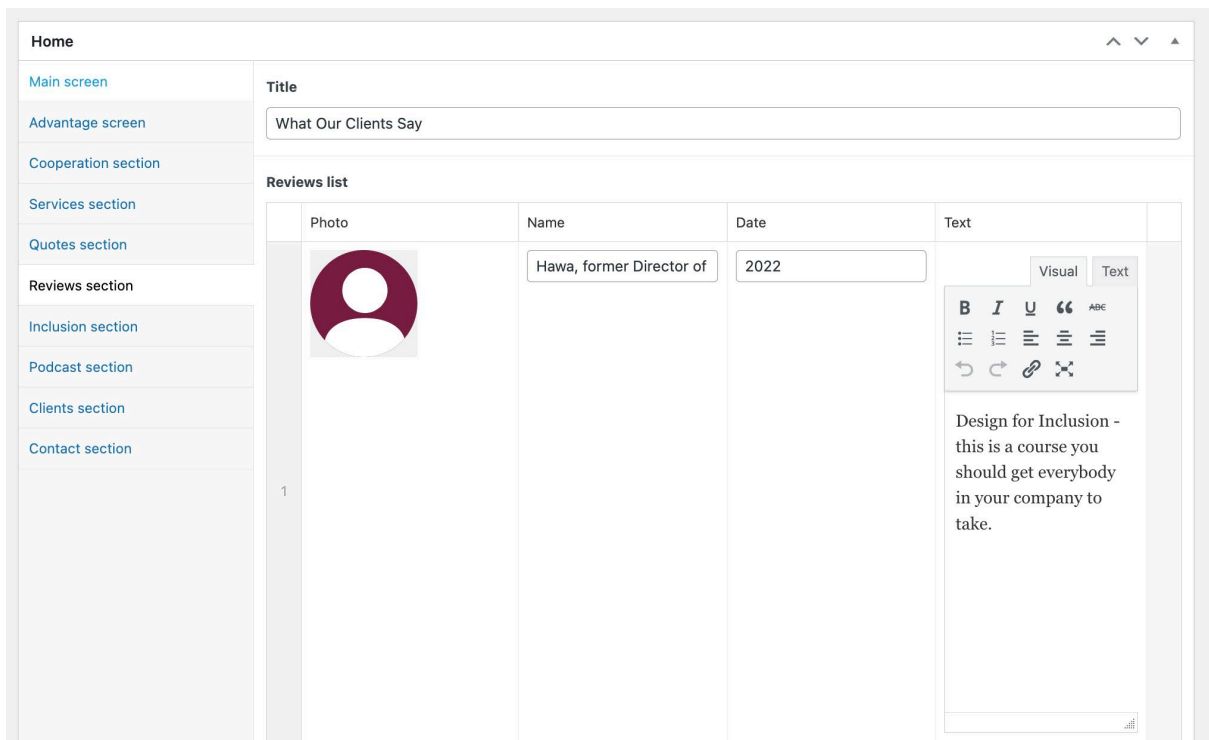 Home
Main screen
Advantage screen
Cooperation section
Services section
Quotes section
Reviews section
Inclusion section
Podcast section
Clients section
Contact section
Title
What Our Clients Say
Reviews list
Photo Name Date Text
1
Hawa, former Director of
2022
Visual Text
B I U ABC
Design for Inclusion -
this is a course you
should get everybody
in your company to
take.